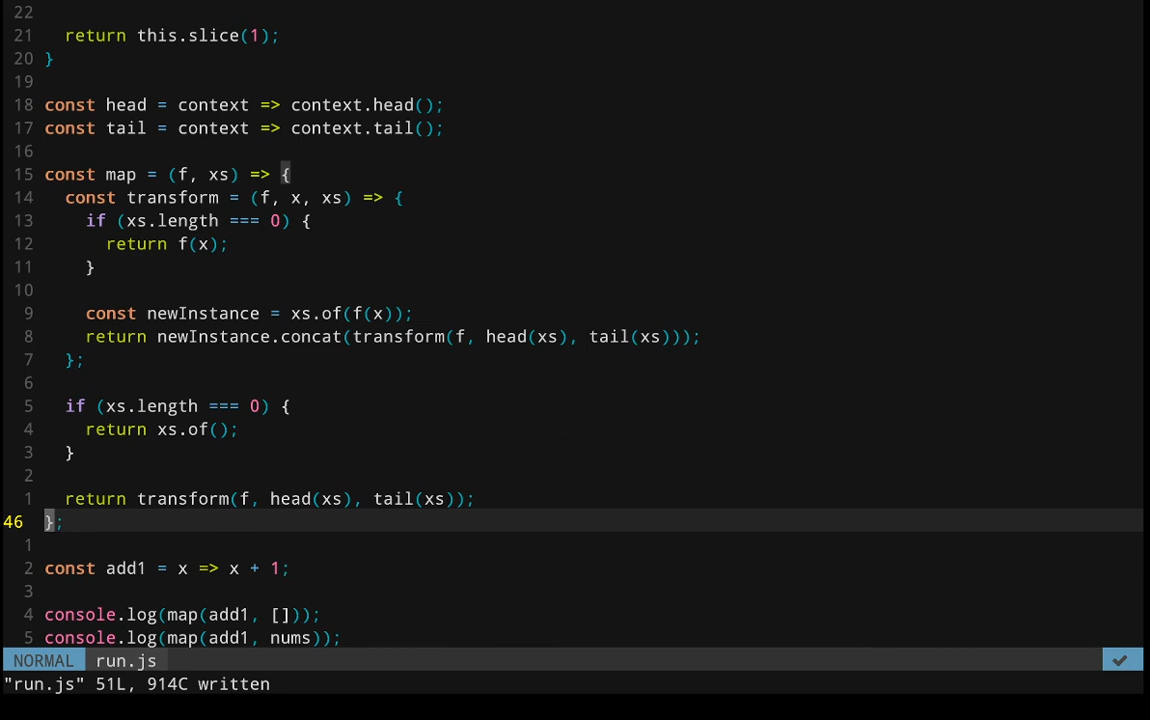 22
21   return this.slice(1);
20 }
19
18 const head = context => context.head();
17 const tail = context => context.tail();
16
15 const map = (f, xs) => {
14   const transform = (f, x, xs) => {
13     if (xs.length === 0) {
12       return f(x);
11     }
10
9     const newInstance = xs.of(f(x));
8     return newInstance.concat(transform(f, head(xs), tail(xs)));
7   };
6
5   if (xs.length === 0) {
4     return xs.of();
3   }
2
1   return transform(f, head(xs), tail(xs));
46 };
1
2 const add1 = x => x + 1;
3
4 console.log(map(add1, []));
5 console.log(map(add1, nums));
NORMAL run.js ✔
"run.js" 51L, 914C written